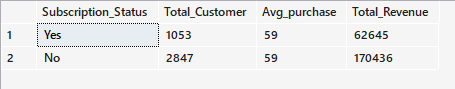 Subscription_Status Total_Customer Avg_purchase Total_Revenue
1 Yes 1053 59 62645
2 No 2847 59 170436